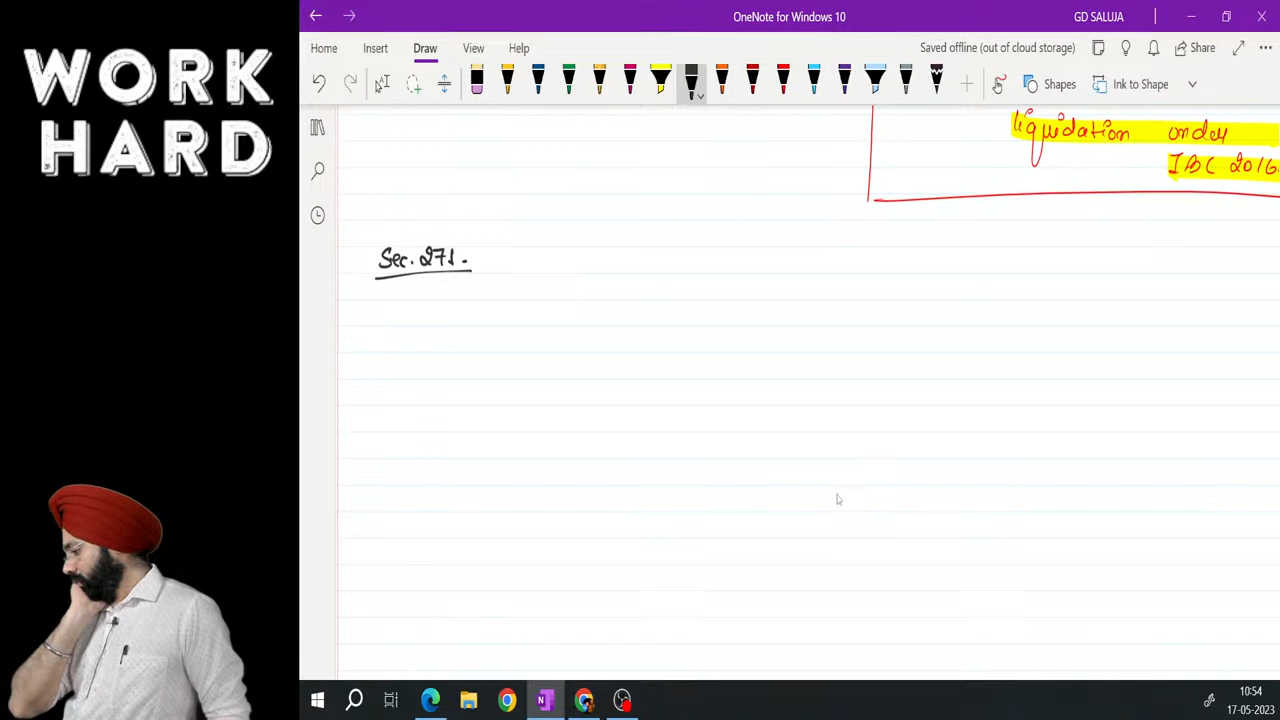 WORK
HARD
OneNote for Windows 10
GD SALUJA
Home Insert Draw View Help
Saved offline (out of cloud storage)
Share
Shapes
Ink to Shape
liquidation under
IBC 2016.
Sec. 271.
10:54
17-05-2023